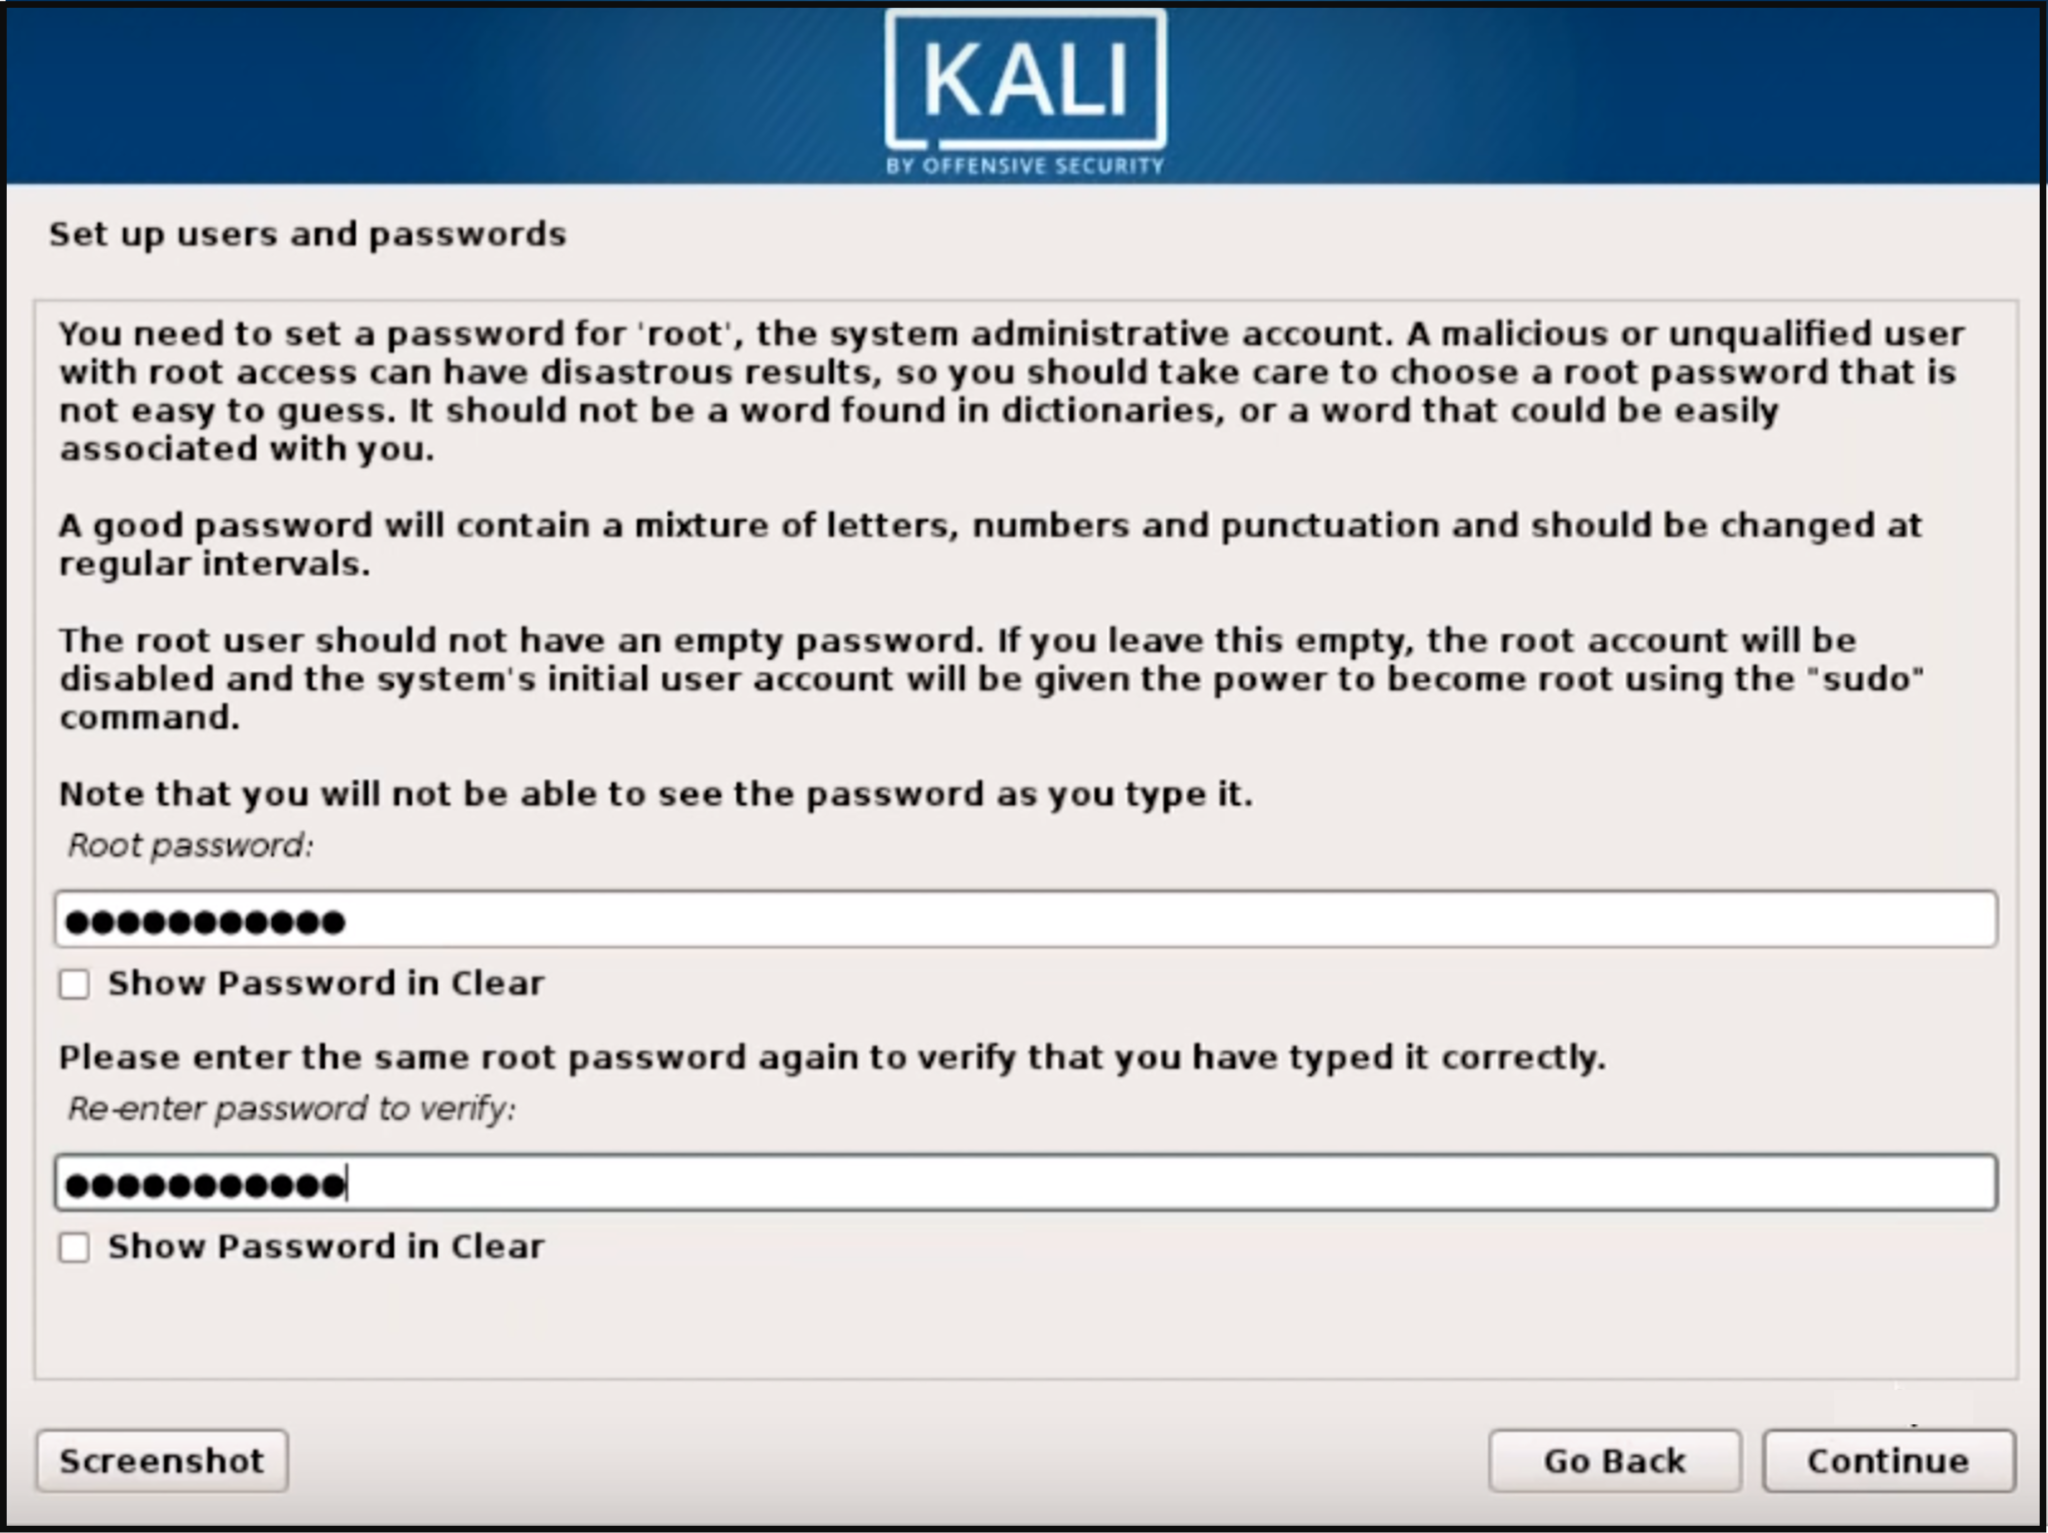 KALI
BY OFFENSIVE SECURITY
Set up users and passwords
You need to set a password for 'root', the system administrative account. A malicious or unqualified user
with root access can have disastrous results, so you should take care to choose a root password that is
not easy to guess. It should not be a word found in dictionaries, or a word that could be easily
associated with you.
A good password will contain a mixture of letters, numbers and punctuation and should be changed at
regular intervals.
The root user should not have an empty password. If you leave this empty, the root account will be
disabled and the system's initial user account will be given the power to become root using the "sudo"
command.
Note that you will not be able to see the password as you type it.
Root password:
●●●●●●●●●●●
Show Password in Clear
Please enter the same root password again to verify that you have typed it correctly.
Re-enter password to verify:
●●●●●●●●●●●
Show Password in Clear
Screenshot
Go Back
Continue